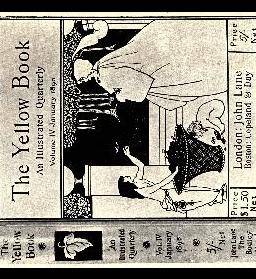 The Yellow Book
An Illustrated Quarterly
Volume IV January 1895
Price
5/-
Net
London: John Lane
Boston: Copeland & Day
Price
$1.50
Net
The
Yellow
Book
An
Illustrated
Quarterly
Vol. IV
January
1895
5/-
Net
John Lane
The
Bodley